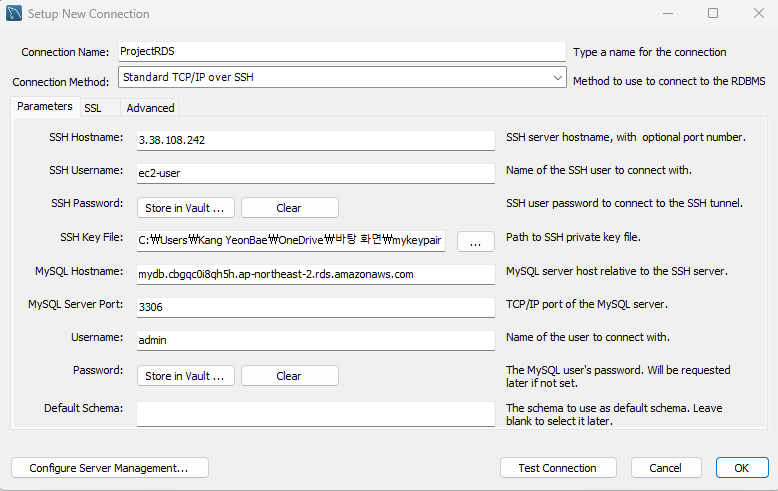 Setup New Connection
Connection Name: ProjectRDS Type a name for the connection
Connection Method: Standard TCP/IP over SSH Method to use to connect to the RDBMS
Parameters SSL Advanced
SSH Hostname: 3.38.108.242 SSH server hostname, with optional port number.
SSH Username: ec2-user Name of the SSH user to connect with.
SSH Password: Store in Vault ... Clear SSH user password to connect to the SSH tunnel.
SSH Key File: C:₩Users₩Kang YeonBae₩OneDrive₩바탕 화면₩mykeypair ... Path to SSH private key file.
MySQL Hostname: mydb.cbgqc0i8qh5h.ap-northeast-2.rds.amazonaws.com MySQL server host relative to the SSH server.
MySQL Server Port: 3306 TCP/IP port of the MySQL server.
Username: admin Name of the user to connect with.
Password: Store in Vault ... Clear The MySQL user's password. Will be requested
later if not set.
Default Schema: The schema to use as default schema. Leave
blank to select it later.
Configure Server Management... Test Connection Cancel OK